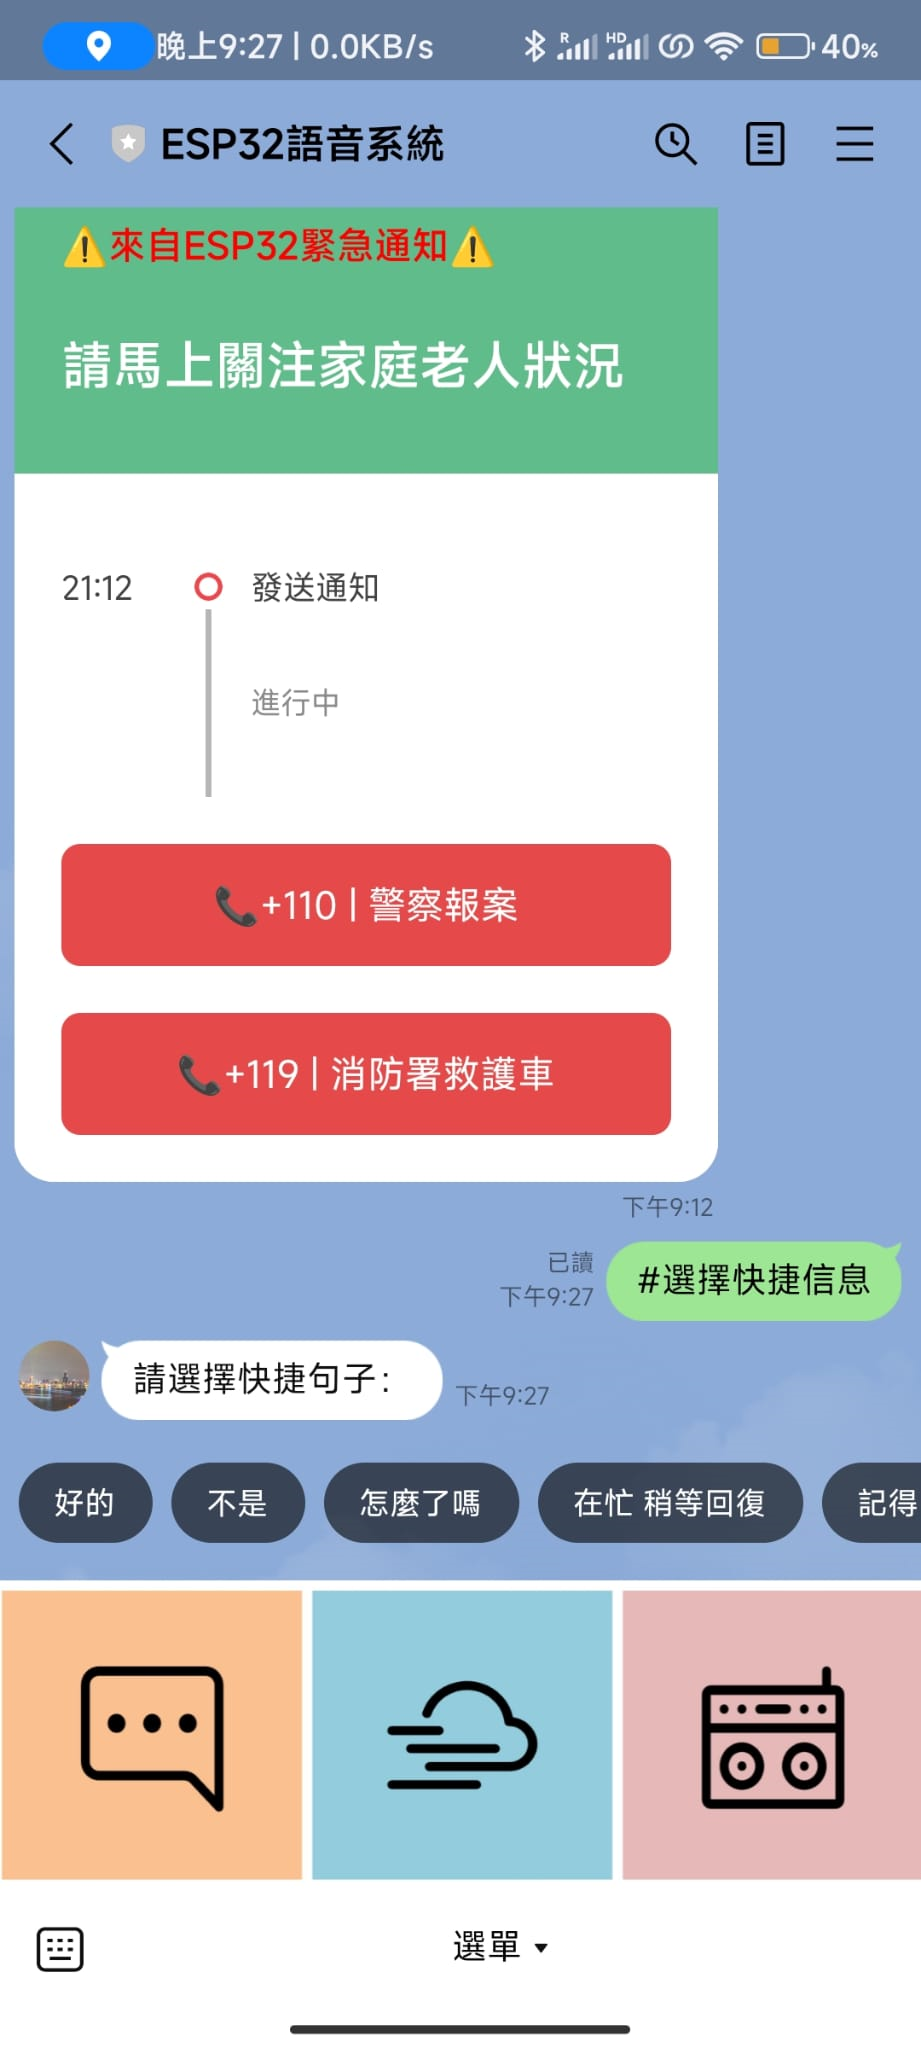 晚上9:27 | 0.0KB/s
R HD 40%
ESP32語音系統
⚠️來自ESP32緊急通知⚠️
請馬上關注家庭老人狀況
21:12 發送通知
進行中
📞+110 | 警察報案
📞+119 | 消防署救護車
下午9:12
已讀
下午9:27
#選擇快捷信息
請選擇快捷句子：
下午9:27
好的 不是 怎麼了嗎 在忙 稍等回復 記得
選單 ▾